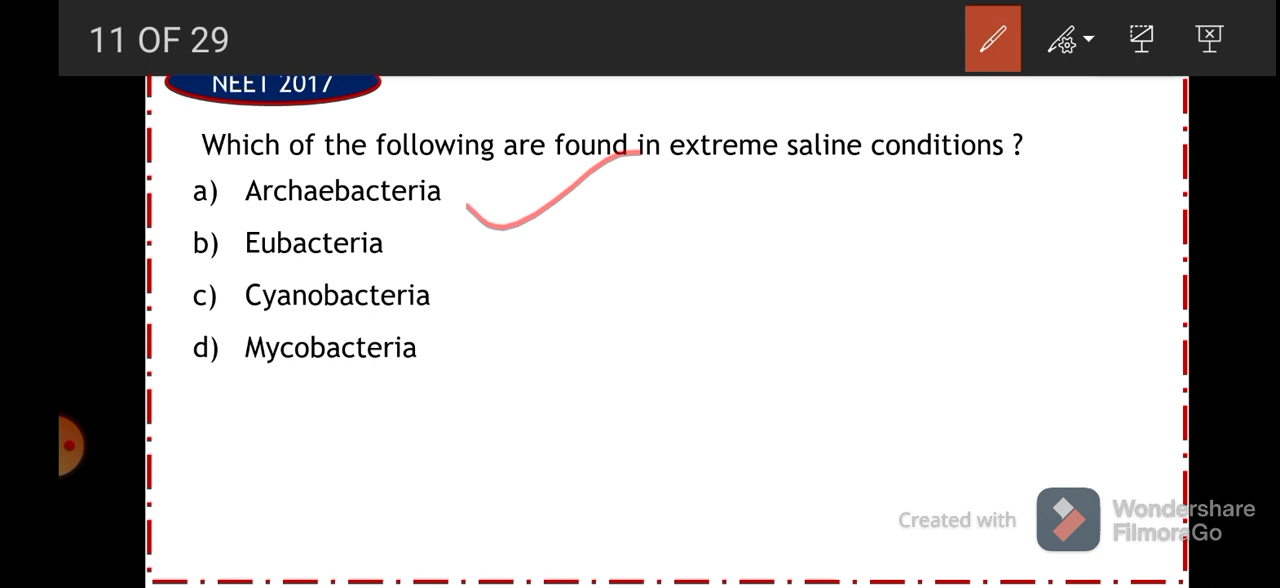 11 OF 29
NEET 2017
Which of the following are found in extreme saline conditions ?
a) Archaebacteria
b) Eubacteria
c) Cyanobacteria
d) Mycobacteria
Created with
Wondershare
FilmoraGo